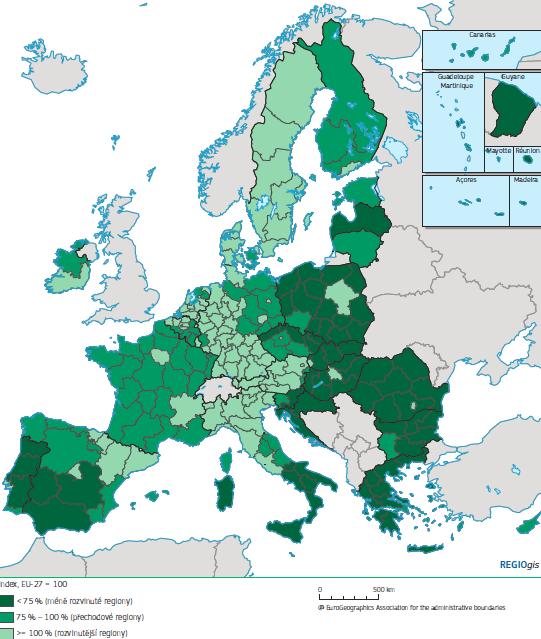 Canarias
Guadeloupe
Martinique
Guyane
Mayotte
Réunion
Açores
Madeira
REGIOgis
index, EU-27 = 100
< 75 % (méně rozvinuté regiony)
75 % – 100 % (přechodové regiony)
>= 100 % (rozvinutější regiony)
0 500 km
© EuroGeographics Association for the administrative boundaries